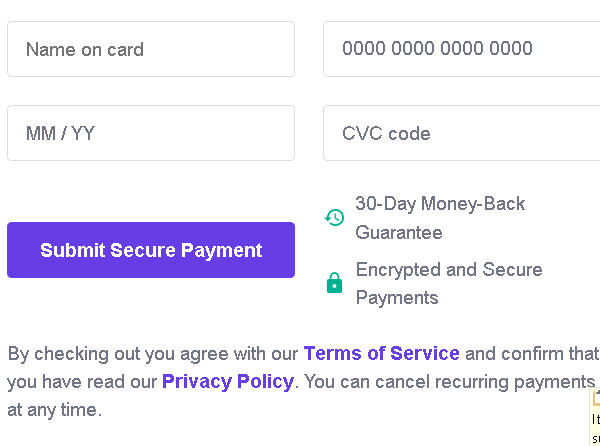 Name on card
0000 0000 0000 0000
MM / YY
CVC code
30-Day Money-Back
Guarantee
Submit Secure Payment
Encrypted and Secure
Payments
By checking out you agree with our Terms of Service and confirm that
you have read our Privacy Policy. You can cancel recurring payments
at any time.